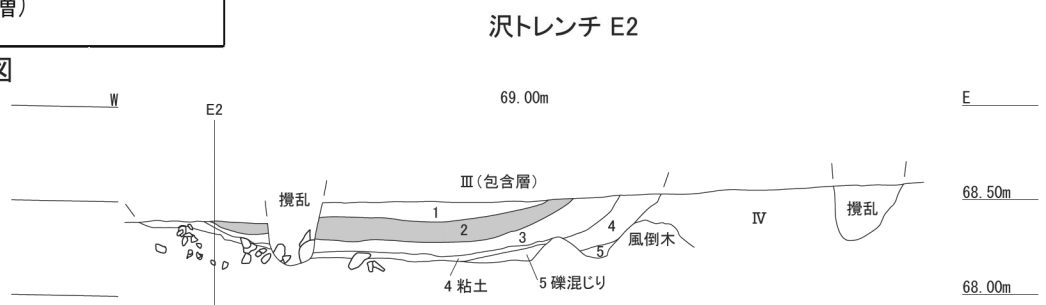 層)
沢トレンチ E2
図
W
E2
69.00m
E
Ⅲ(包含層)
攪乱
68.50m
1
2
3
4
Ⅳ
攪乱
風倒木
5
4 粘土
5 礫混じり
68.00m